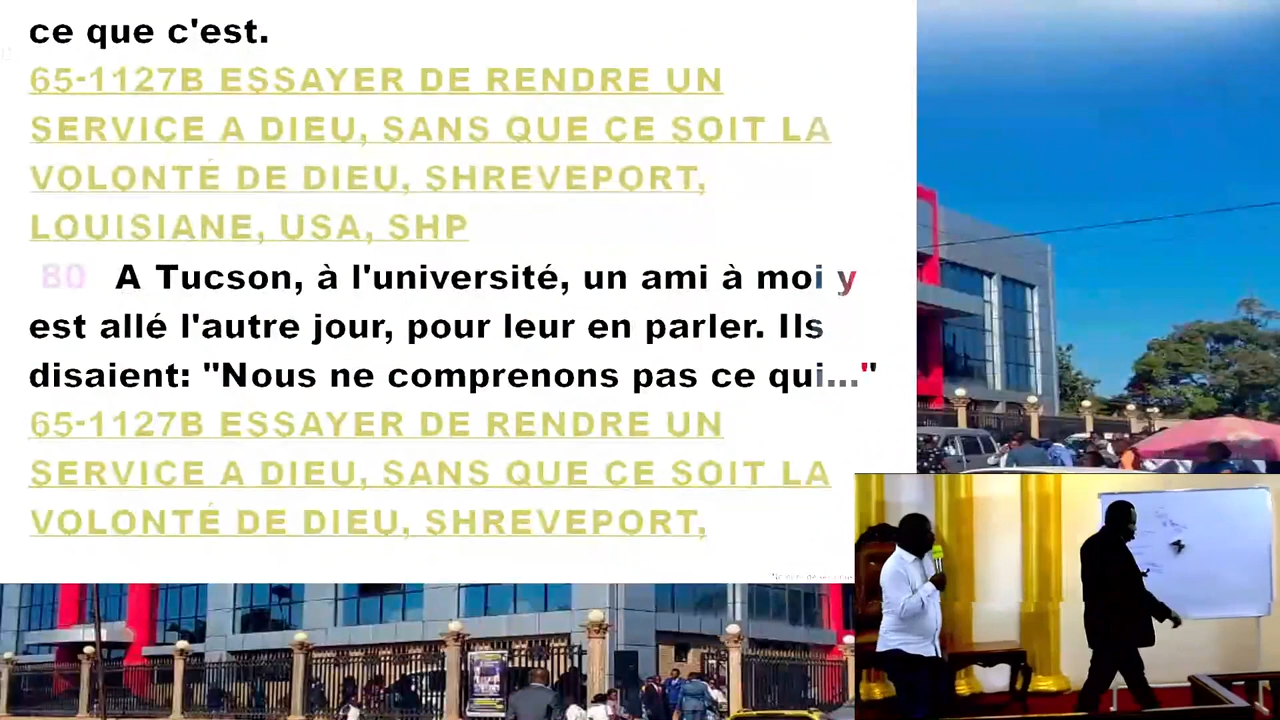 ce que c'est.
65-1127B ESSAYER DE RENDRE UN
SERVICE A DIEU, SANS QUE CE SOIT LA
VOLONTÉ DE DIEU, SHREVEPORT,
LOUISIANE, USA, SHP
80 A Tucson, à l'université, un ami à moi y
est allé l'autre jour, pour leur en parler. Ils
disaient: "Nous ne comprenons pas ce qui..."
65-1127B ESSAYER DE RENDRE UN
SERVICE A DIEU, SANS QUE CE SOIT LA
VOLONTÉ DE DIEU, SHREVEPORT,